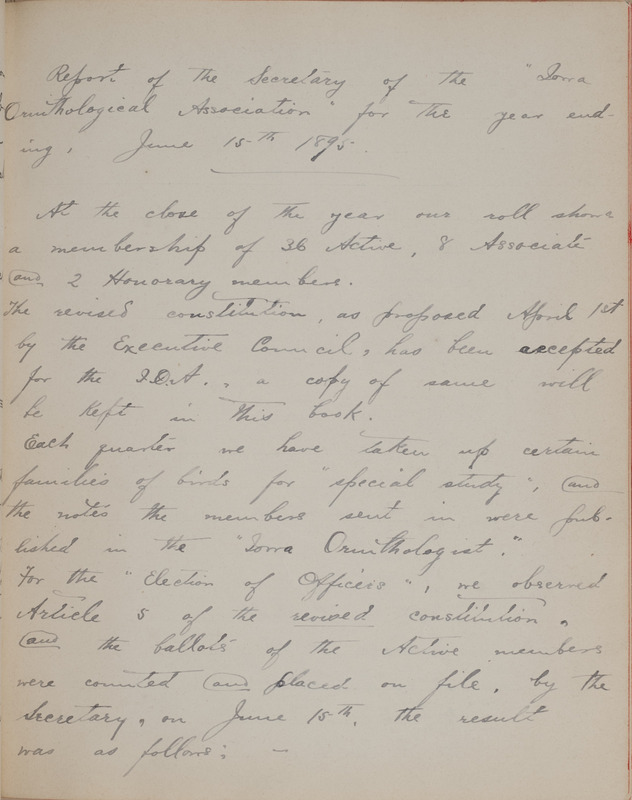 Report of the Secretary of the "Iowa
Ornithological Association" for the year end-
ing, June 15th 1895.
At the close of the year our roll shows
a membership of 36 Active, 8 Associate
and 2 Honorary members.
The revised constitution, as proposed April 1st
by the Executive Council, has been accepted
for the I.O.A., a copy of same will
be kept in this book.
Each quarter we have taken up certain
families of birds for "special study", and
the notes the members sent in were pub-
lished in the "Iowa Ornithologist."
For the "Election of Officers", we observed
Article 5 of the revised constitution,
and the ballots of the Active members
were counted and placed on file, by the
Secretary, on June 15th, the result
was as follows: —